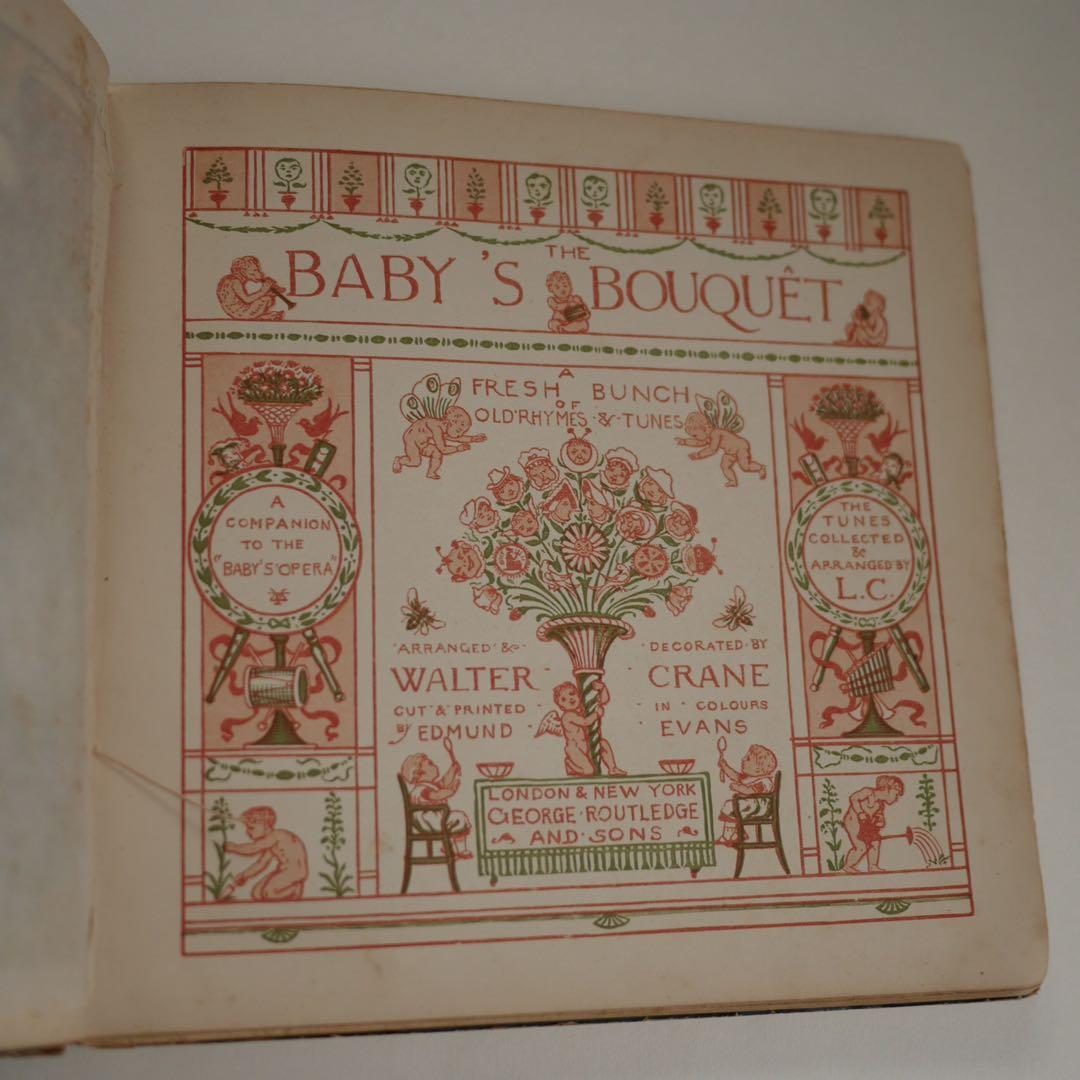 THE
BABY'S BOUQUÊT
A
FRESH BUNCH
OF
OLD RHYMES & TUNES
A
COMPANION
TO THE
"BABY'S OPERA"
THE
TUNES
COLLECTED
&
ARRANGED BY
L.C.
ARRANGED & DECORATED BY
WALTER CRANE
CUT & PRINTED IN COLOURS
BY EDMUND EVANS
LONDON & NEW YORK
GEORGE ROUTLEDGE
AND SONS